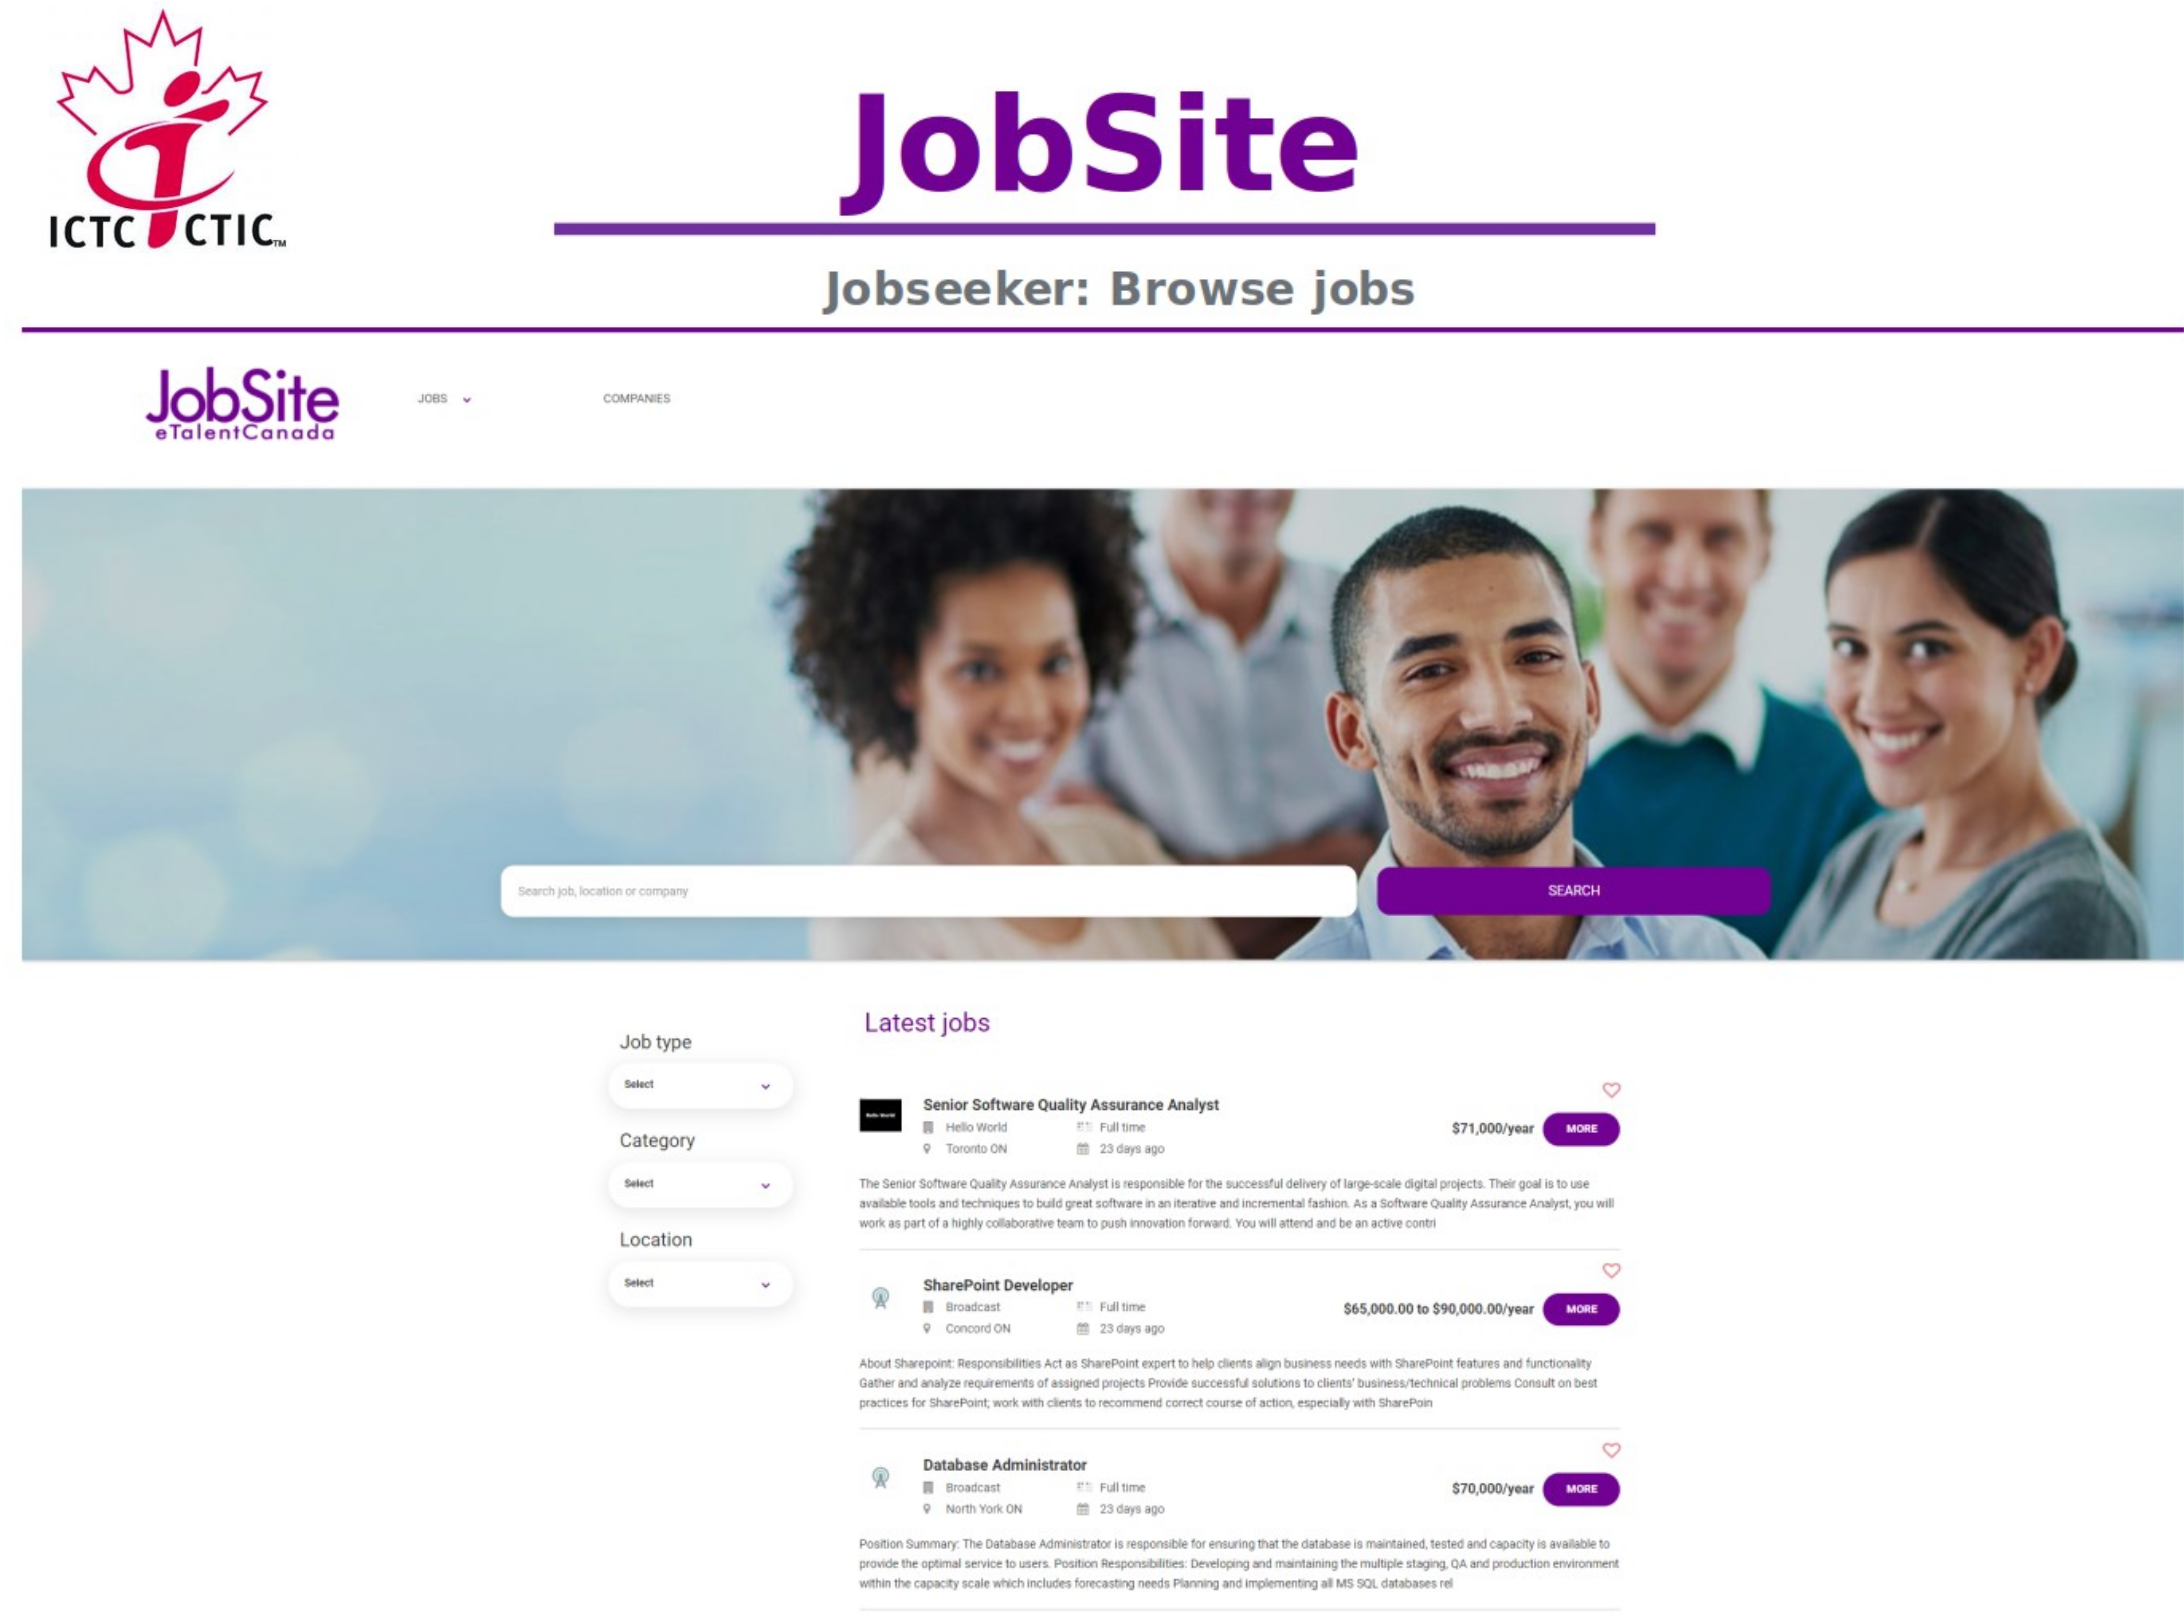 ICTC CTIC TM
JobSite
Jobseeker: Browse jobs
JobSite
eTalentCanada
JOBS
COMPANIES
Search job, location or company
SEARCH
Latest jobs
Job type
Select
Category
Select
Location
Select
Hello World
Senior Software Quality Assurance Analyst
Hello World
Full time
Toronto ON
23 days ago
$71,000/year
MORE
The Senior Software Quality Assurance Analyst is responsible for the successful delivery of large-scale digital projects. Their goal is to use
available tools and techniques to build great software in an iterative and incremental fashion. As a Software Quality Assurance Analyst, you will
work as part of a highly collaborative team to push innovation forward. You will attend and be an active contri
SharePoint Developer
Broadcast
Full time
Concord ON
23 days ago
$65,000.00 to $90,000.00/year
MORE
About Sharepoint: Responsibilities Act as SharePoint expert to help clients align business needs with SharePoint features and functionality
Gather and analyze requirements of assigned projects Provide successful solutions to clients' business/technical problems Consult on best
practices for SharePoint; work with clients to recommend correct course of action, especially with SharePoin
Database Administrator
Broadcast
Full time
North York ON
23 days ago
$70,000/year
MORE
Position Summary: The Database Administrator is responsible for ensuring that the database is maintained, tested and capacity is available to
provide the optimal service to users. Position Responsibilities: Developing and maintaining the multiple staging, QA and production environment
within the capacity scale which includes forecasting needs Planning and implementing all MS SQL databases rel